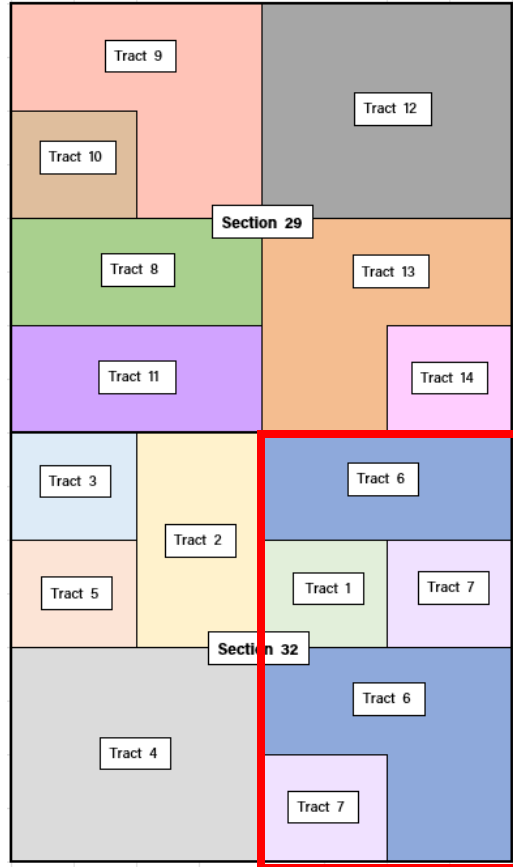 Tract 9
Tract 12
Tract 10
Section 29
Tract 8
Tract 13
Tract 11
Tract 14
Tract 3
Tract 6
Tract 2
Tract 5
Tract 1
Tract 7
Section 32
Tract 6
Tract 4
Tract 7